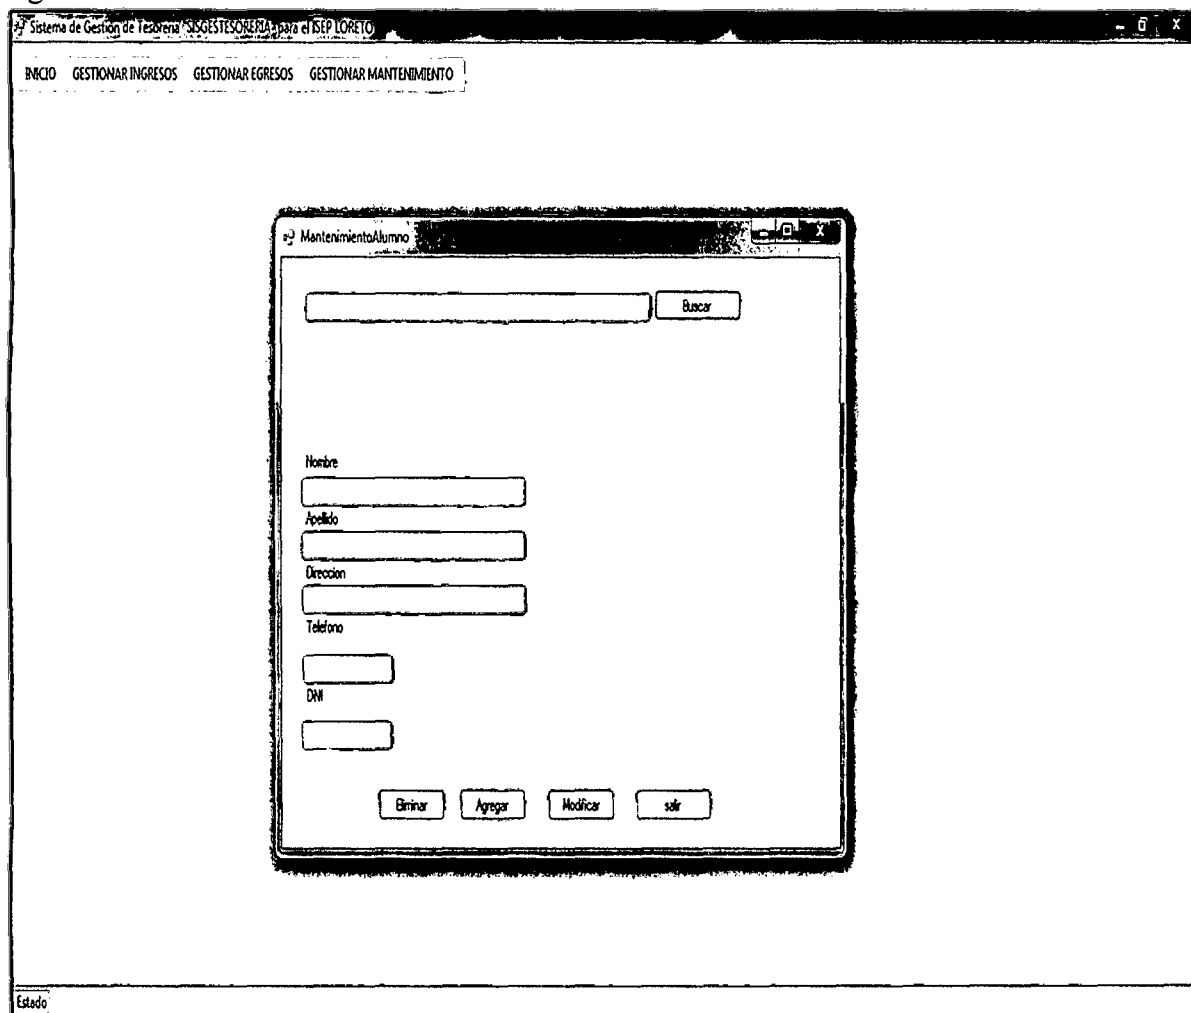 Sistema de Gestión de Tesoreria "SISGESTESORERIA" para el ISEP LORETO
INICIO GESTIONAR INGRESOS GESTIONAR EGRESOS GESTIONAR MANTENIMIENTO
MantenimientoAlumno
Buscar
Nombre
Apellido
Direccion
Telefono
DNI
Eliminar Agregar Modificar salir
Estado